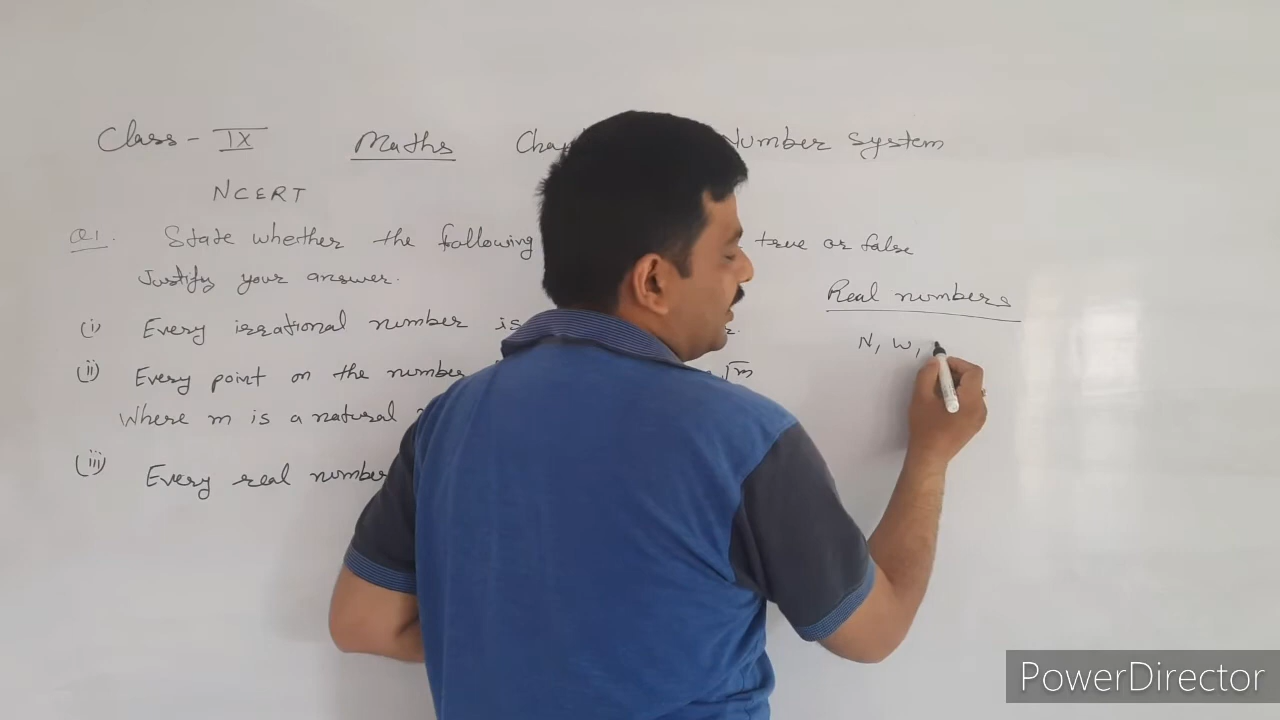 Class - IX Maths Number System
NCERT
Q1. State whether the following true or false
Justify your answer.
Real numbers
(i) Every irrational number is
N, W,
(ii) Every point on the number √m
Where m is a natural
(iii) Every real number
PowerDirector